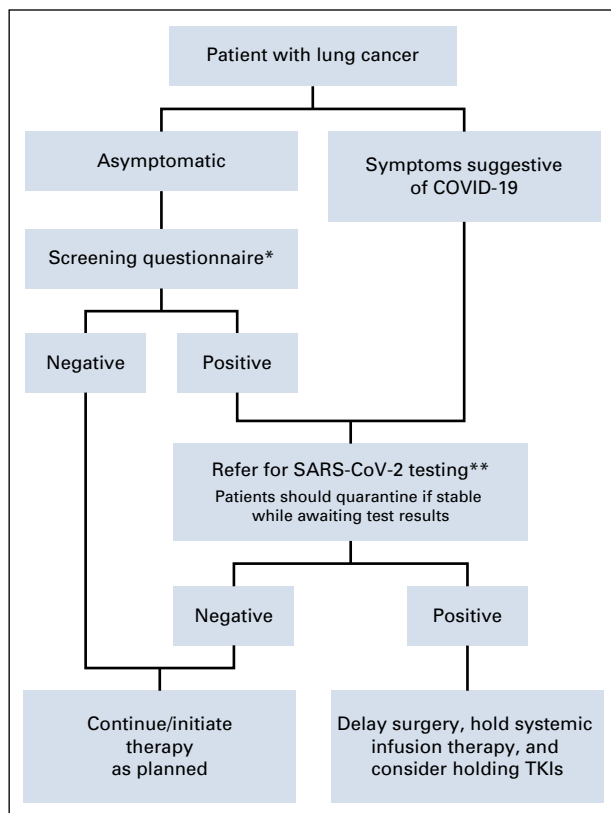 Patient with lung cancer
Asymptomatic
Symptoms suggestive
of COVID-19
Screening questionnaire*
Negative
Positive
Refer for SARS-CoV-2 testing**
Patients should quarantine if stable
while awaiting test results
Negative
Positive
Continue/initiate
therapy
as planned
Delay surgery, hold systemic
infusion therapy, and
consider holding TKIs